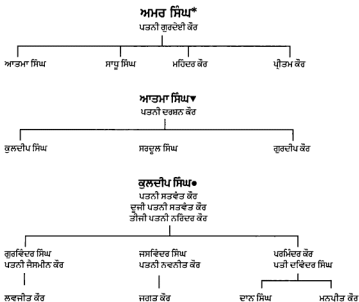 ਅਮਰ ਸਿੰਘ*
ਪਤਨੀ ਗੁਰਦੇਈ ਕੌਰ
ਆਤਮਾ ਸਿੰਘ ਸਾਧੂ ਸਿੰਘ ਮਹਿੰਦਰ ਕੌਰ ਪ੍ਰੀਤਮ ਕੌਰ
ਆਤਮਾ ਸਿੰਘ▼
ਪਤਨੀ ਦਰਸ਼ਨ ਕੌਰ
ਕੁਲਦੀਪ ਸਿੰਘ ਸਰਦੂਲ ਸਿੰਘ ਗੁਰਦੀਪ ਕੌਰ
ਕੁਲਦੀਪ ਸਿੰਘ●
ਪਤਨੀ ਸਤਵੰਤ ਕੌਰ
ਦੂਜੀ ਪਤਨੀ ਸਤਵੰਤ ਕੌਰ
ਤੀਜੀ ਪਤਨੀ ਨਰਿੰਦਰ ਕੌਰ
ਗੁਰਵਿੰਦਰ ਸਿੰਘ ਜਸਵਿੰਦਰ ਸਿੰਘ ਪਰਮਿੰਦਰ ਕੌਰ
ਪਤਨੀ ਜੈਸਮੀਨ ਕੌਰ ਪਤਨੀ ਨਵਨੀਤ ਕੌਰ ਪਤੀ ਦਵਿੰਦਰ ਸਿੰਘ
ਲਵਜੀਤ ਕੌਰ ਜਗਤ ਕੌਰ ਦਾਨ ਸਿੰਘ ਮਨਪ੍ਰੀਤ ਕੌਰ